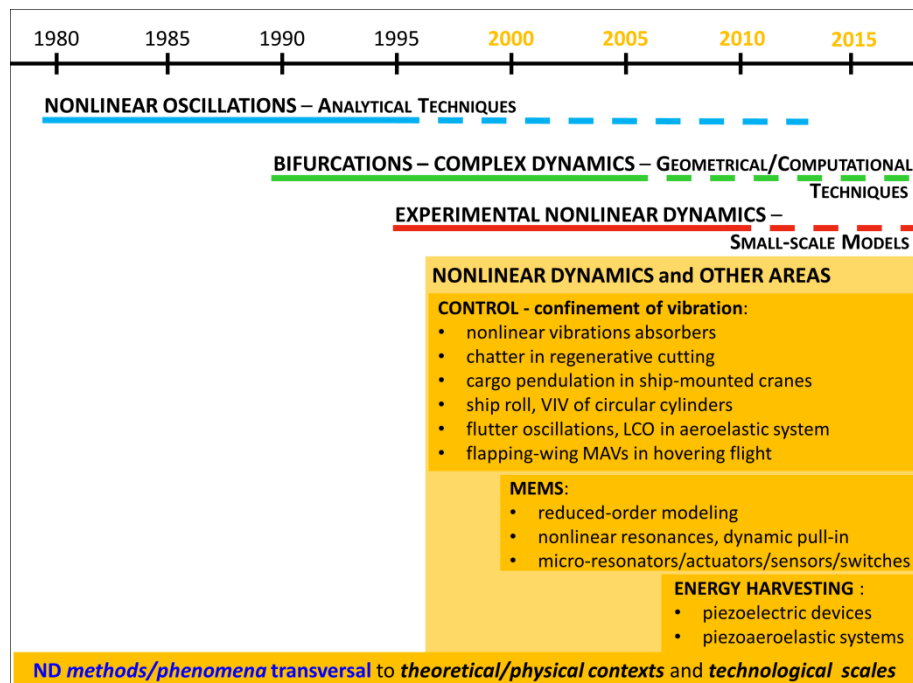 1980 1985 1990 1995 2000 2005 2010 2015
NONLINEAR OSCILLATIONS – ANALYTICAL TECHNIQUES
BIFURCATIONS – COMPLEX DYNAMICS – GEOMETRICAL/COMPUTATIONAL
TECHNIQUES
EXPERIMENTAL NONLINEAR DYNAMICS –
SMALL-SCALE MODELS
NONLINEAR DYNAMICS and OTHER AREAS
CONTROL - confinement of vibration:
• nonlinear vibrations absorbers
• chatter in regenerative cutting
• cargo pendulation in ship-mounted cranes
• ship roll, VIV of circular cylinders
• flutter oscillations, LCO in aeroelastic system
• flapping-wing MAVs in hovering flight
MEMS:
• reduced-order modeling
• nonlinear resonances, dynamic pull-in
• micro-resonators/actuators/sensors/switches
ENERGY HARVESTING :
• piezoelectric devices
• piezoaeroelastic systems
ND methods/phenomena transversal to theoretical/physical contexts and technological scales